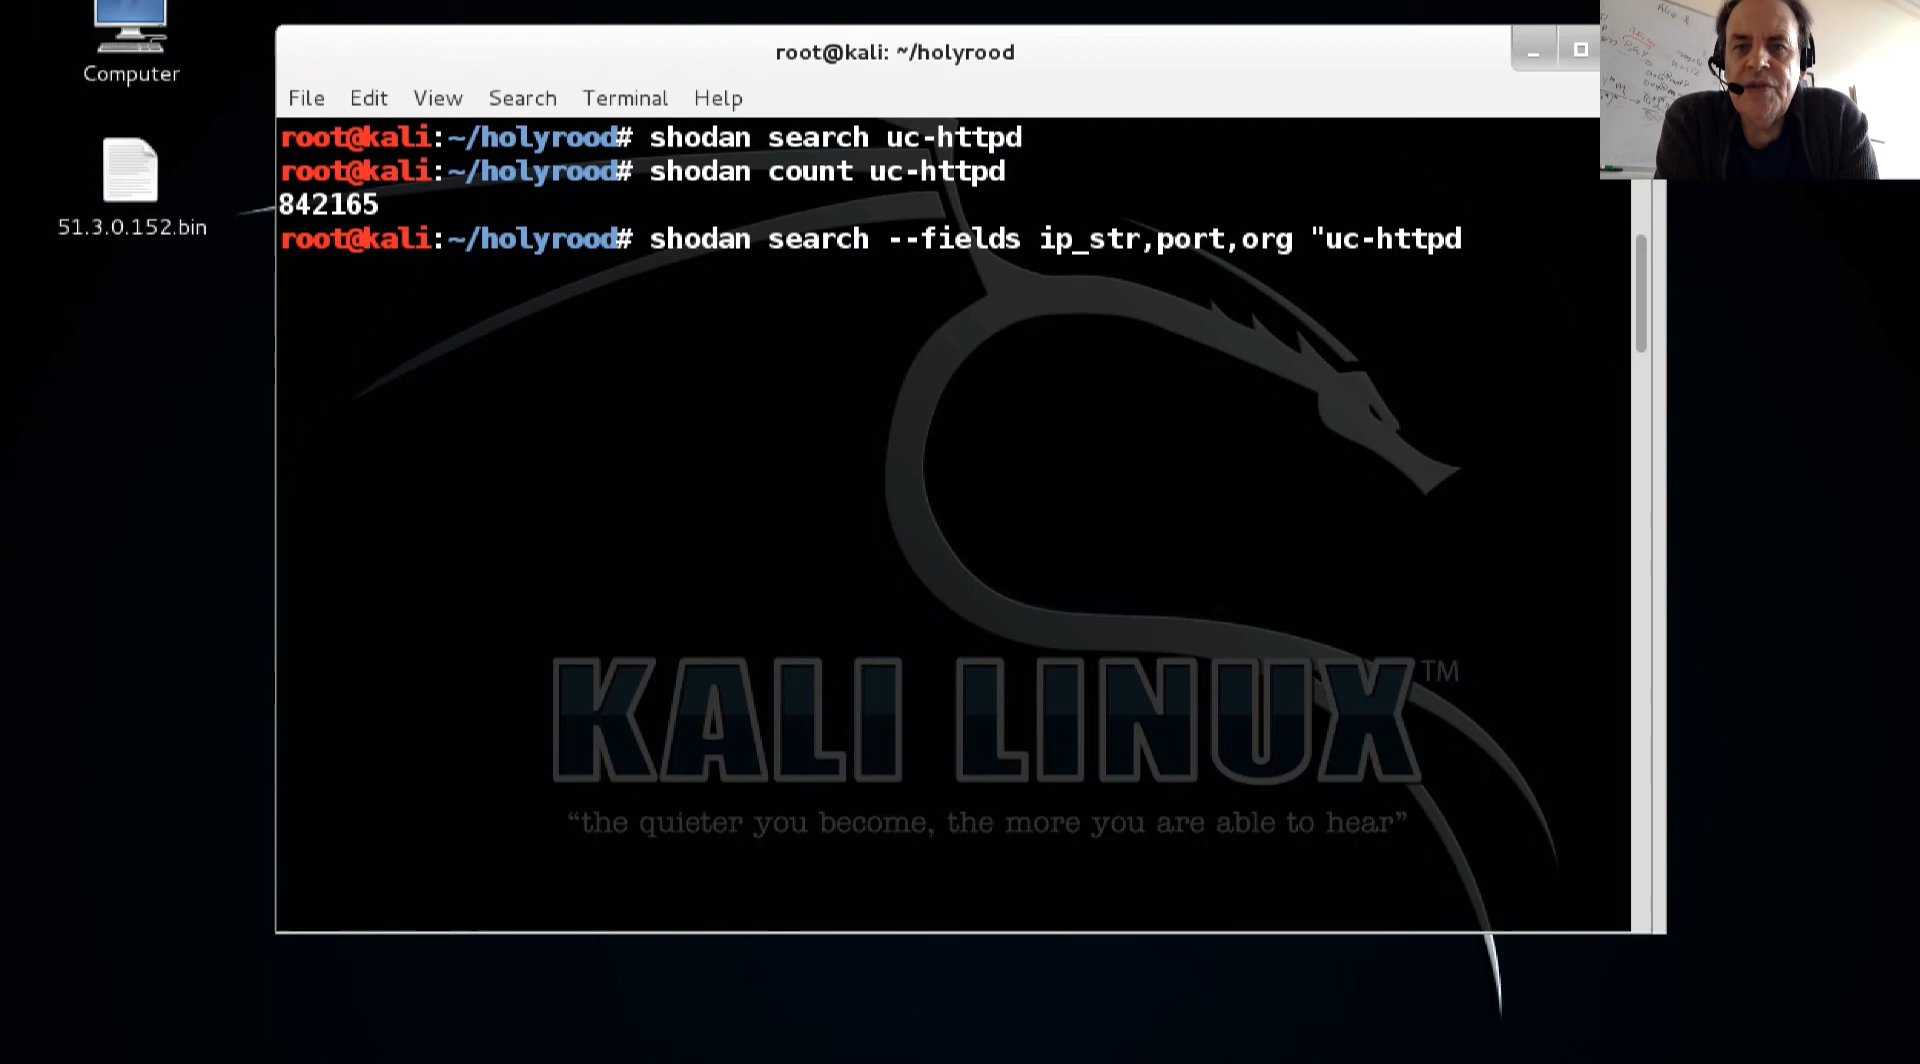 Computer
51.3.0.152.bin
root@kali: ~/holyrood
File Edit View Search Terminal Help
root@kali:~/holyrood# shodan search uc-httpd
root@kali:~/holyrood# shodan count uc-httpd
842165
root@kali:~/holyrood# shodan search --fields ip_str,port,org "uc-httpd
KALI LINUX™
“the quieter you become, the more you are able to hear”